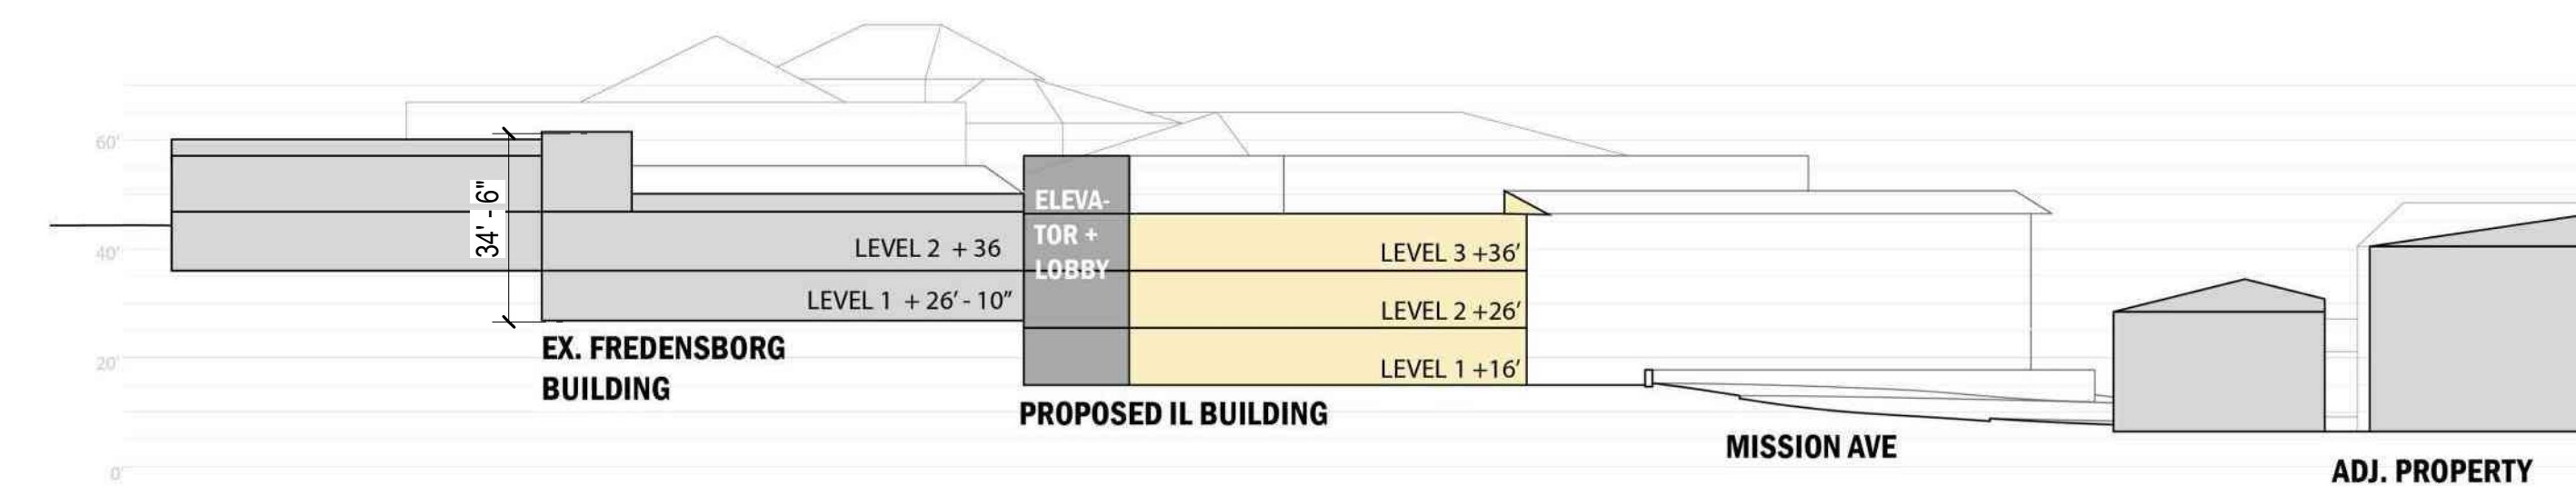 60'
40'
20'
0'
34' - 6"
LEVEL 2 + 36
LEVEL 1 + 26' - 10”
EX. FREDENSBORG
BUILDING
ELEVA-
TOR +
LOBBY
LEVEL 3 +36'
LEVEL 2 +26'
LEVEL 1 +16'
PROPOSED IL BUILDING
MISSION AVE
ADJ. PROPERTY